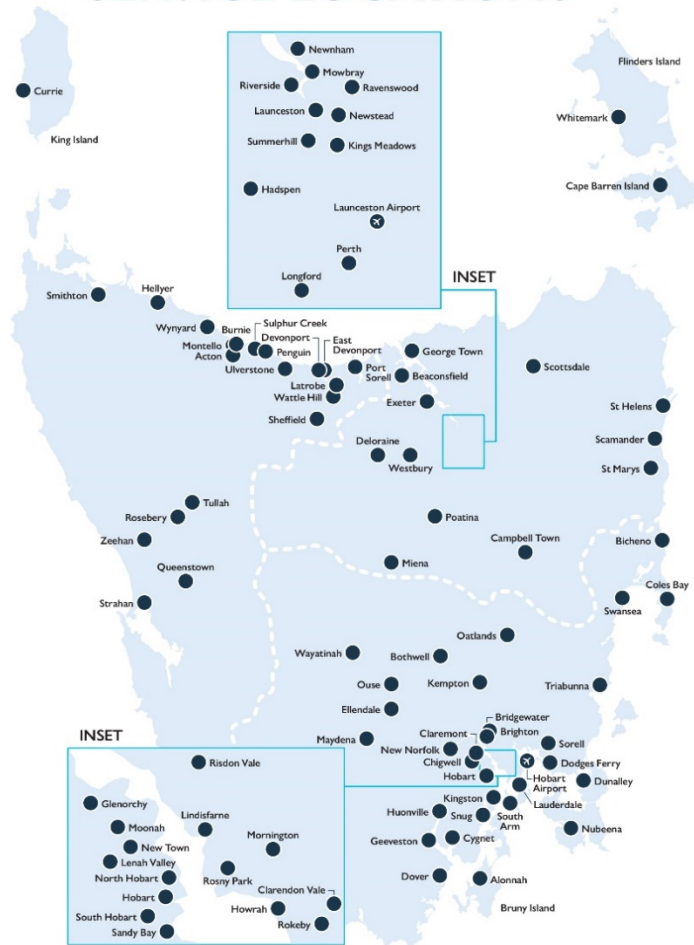 Newnham
Mowbray
Riverside
Ravenswood
Launceston
Newstead
Summerhill
Kings Meadows
Hadspen
Launceston Airport
Perth
Longford
Currie
King Island
Flinders Island
Whitemark
Cape Barren Island
INSET
Smithton
Hellyer
Wynyard
Burnie
Sulphur Creek
Montello
Acton
Devonport
Penguin
East
Devonport
Ulverstone
Port
Sorell
George Town
Beaconsfield
Scottsdale
Latrobe
Wattle Hill
Exeter
Sheffield
St Helens
Scamander
St Marys
Deloraine
Westbury
Tullah
Rosebery
Poatina
Zeehan
Campbell Town
Bicheno
Miena
Queenstown
Coles Bay
Strahan
Swansea
Oatlands
Wayatinah
Bothwell
Ouse
Kempton
Triabunna
Ellendale
Bridgewater
Claremont
Brighton
Maydena
New Norfolk
Sorell
Chigwell
Dodges Ferry
Hobart
Hobart
Airport
Dunalley
Kingston
Lauderdale
Huonville
Snug
South
Arm
Nubeena
Geeveston
Cygnet
Dover
Alonnah
Bruny Island
INSET
Risdon Vale
Glenorchy
Lindisfarne
Moonah
Mornington
New Town
Lenah Valley
North Hobart
Rosny Park
Clarendon Vale
Hobart
Howrah
South Hobart
Rokeby
Sandy Bay